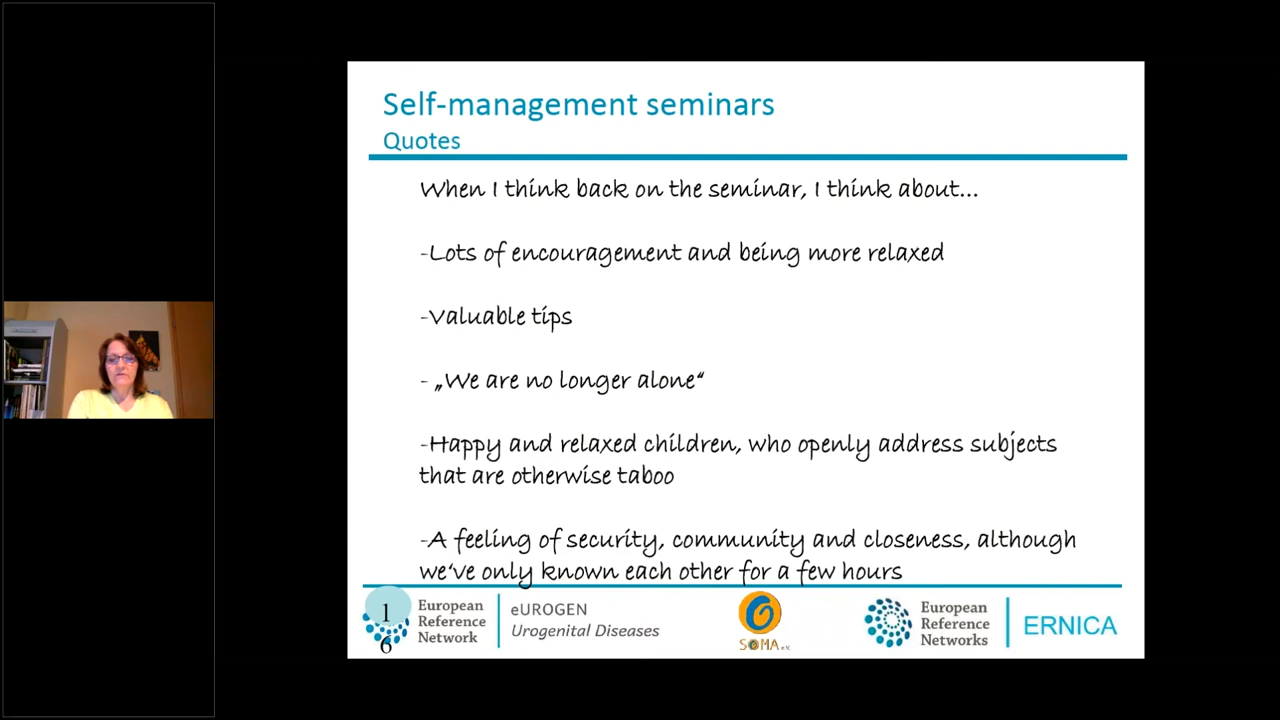 Self-management seminars
Quotes
When I think back on the seminar, I think about...
-Lots of encouragement and being more relaxed
-Valuable tips
- „We are no longer alone“
-Happy and relaxed children, who openly address subjects
that are otherwise taboo
-A feeling of security, community and closeness, although
we've only known each other for a few hours
1
6
European
Reference
Network
eUROGEN
Urogenital Diseases
SOMA e.V.
European
Reference
Networks
ERNICA